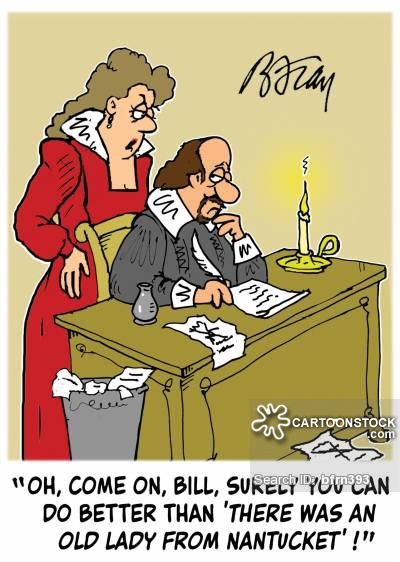 B Fray
CartoonStock
.com
Search ID: bfrn393
"OH, COME ON, BILL, SURELY YOU CAN
DO BETTER THAN 'THERE WAS AN
OLD LADY FROM NANTUCKET'!"